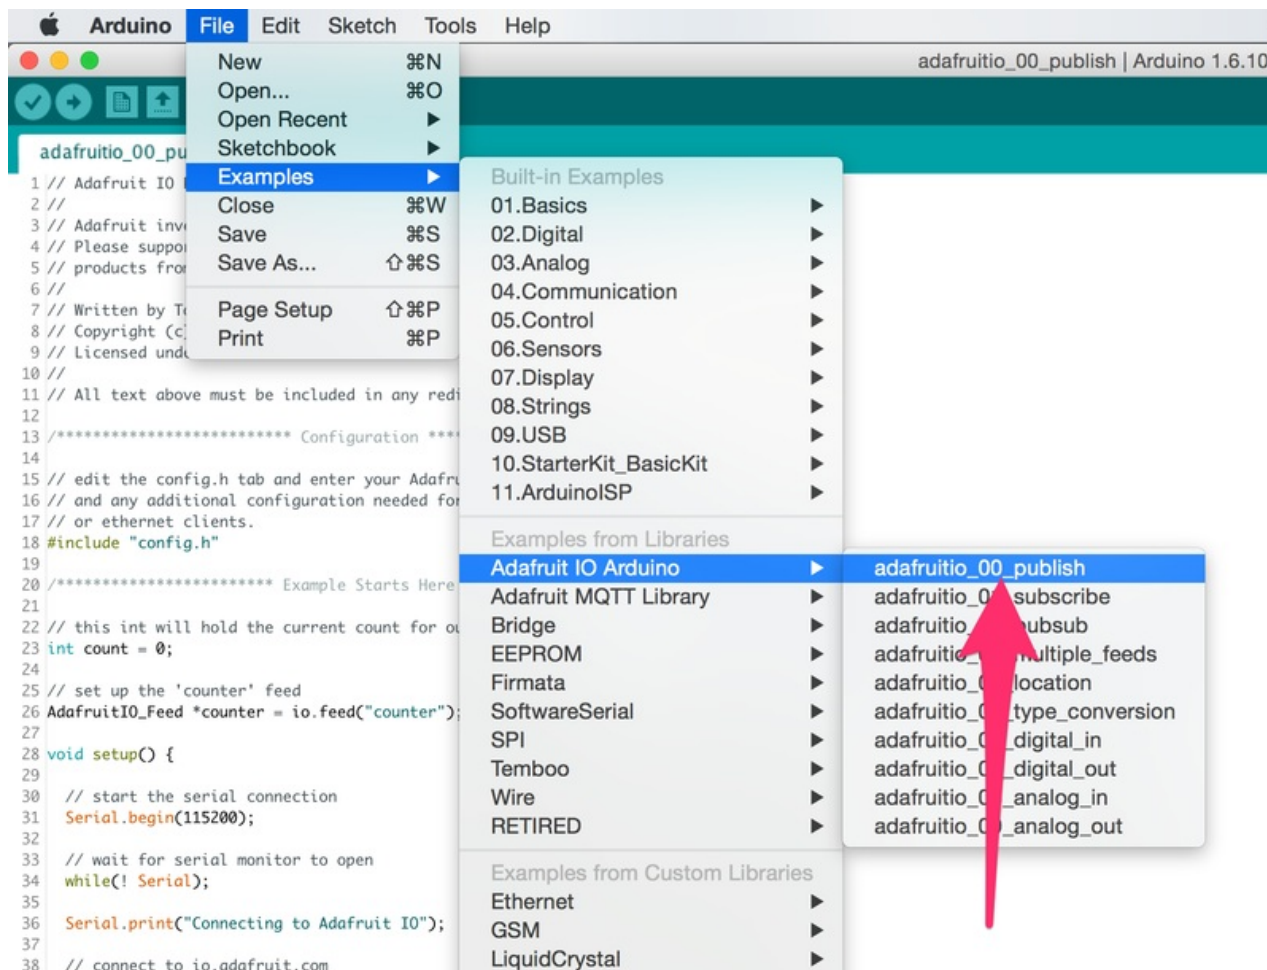 Arduino File Edit Sketch Tools Help
adafruitio_00_publish | Arduino 1.6.10
New ⌘N
Open... ⌘O
Open Recent ▶
Sketchbook ▶
Examples ▶
Close ⌘W
Save ⌘S
Save As... ⇧⌘S
Page Setup ⇧⌘P
Print ⌘P
Built-in Examples
01.Basics ▶
02.Digital ▶
03.Analog ▶
04.Communication ▶
05.Control ▶
06.Sensors ▶
07.Display ▶
08.Strings ▶
09.USB ▶
10.StarterKit_BasicKit ▶
11.ArduinoISP ▶
Examples from Libraries
Adafruit IO Arduino ▶
Adafruit MQTT Library ▶
Bridge ▶
EEPROM ▶
Firmata ▶
SoftwareSerial ▶
SPI ▶
Temboo ▶
Wire ▶
RETIRED ▶
Examples from Custom Libraries
Ethernet ▶
GSM ▶
LiquidCrystal ▶
adafruitio_00_publish
subscribe
multiple_feeds
location
type_conversion
digital_in
digital_out
analog_in
analog_out
adafruitio_00_pu
1 // Adafruit IO
2 //
3 // Adafruit inve
4 // Please suppor
5 // products from
6 //
7 // Written by To
8 // Copyright (c)
9 // Licensed unde
10 //
11 // All text above must be included in any redi
12
13 /************************** Configuration ****
14
15 // edit the config.h tab and enter your Adafru
16 // and any additional configuration needed for
17 // or ethernet clients.
18 #include "config.h"
19
20 /************************ Example Starts Here
21
22 // this int will hold the current count for ou
23 int count = 0;
24
25 // set up the 'counter' feed
26 AdafruitIO_Feed *counter = io.feed("counter");
27
28 void setup() {
29
30 // start the serial connection
31 Serial.begin(115200);
32
33 // wait for serial monitor to open
34 while(! Serial);
35
36 Serial.print("Connecting to Adafruit IO");
37
38 // connect to io.adafruit.com